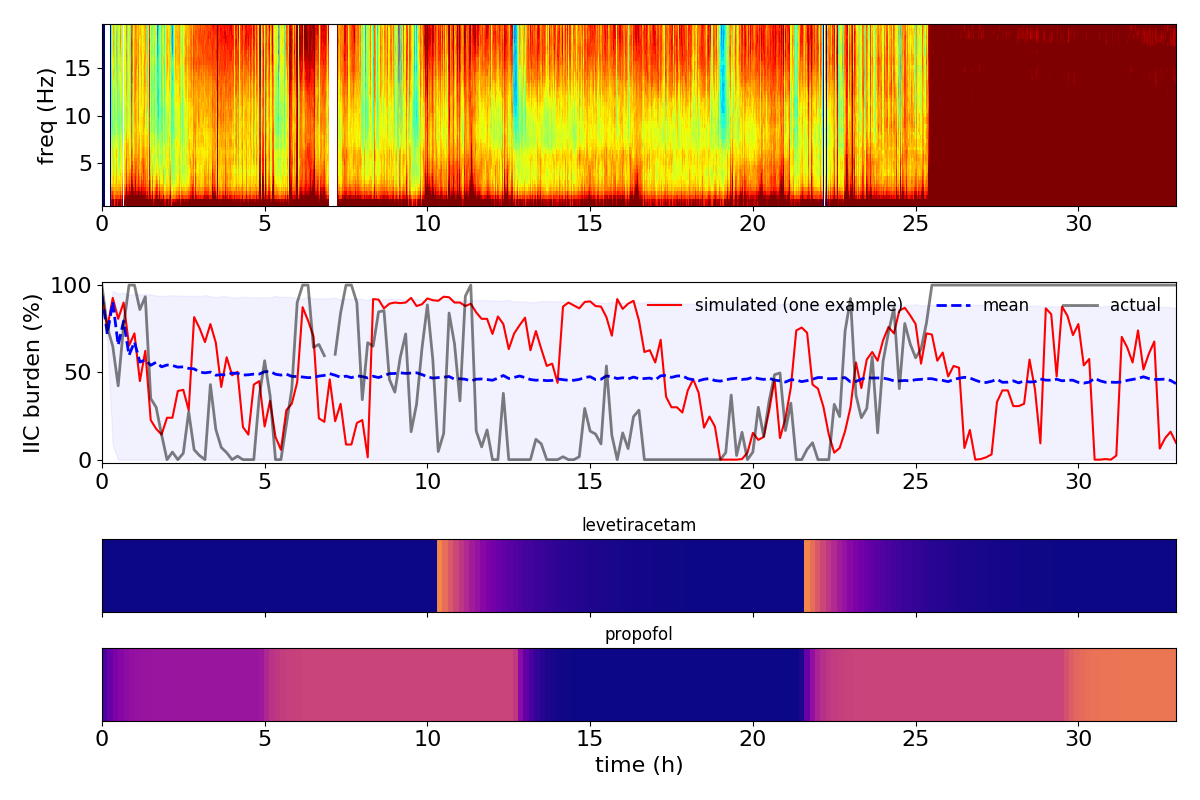 freq (Hz)
15
10
5
0 5 10 15 20 25 30
IIC burden (%)
100
50
0
simulated (one example) mean actual
0 5 10 15 20 25 30
levetiracetam
propofol
0 5 10 15 20 25 30
time (h)